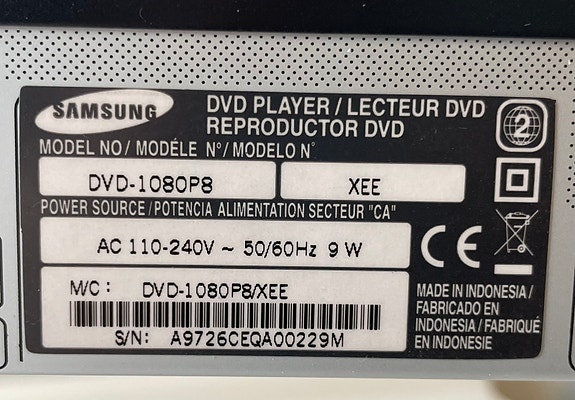 SAMSUNG
DVD PLAYER / LECTEUR DVD
REPRODUCTOR DVD
2
MODEL NO / MODÉLE N° / MODELO N°
DVD-1080P8
XEE
POWER SOURCE / POTENCIA ALIMENTATION SECTEUR "CA"
AC 110-240V ~ 50/60Hz 9 W
CE
M/C : DVD-1080P8/XEE
S/N: A9726CEQA00229M
MADE IN INDONESIA /
FABRICADO EN
INDONESIA / FABRIQUÉ
EN INDONESIE